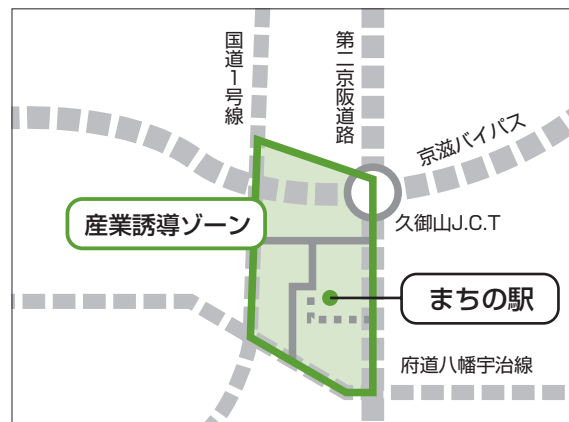 国道1号線
第二京阪道路
京滋バイパス
産業誘導ゾーン
久御山J.C.T
まちの駅
府道八幡宇治線